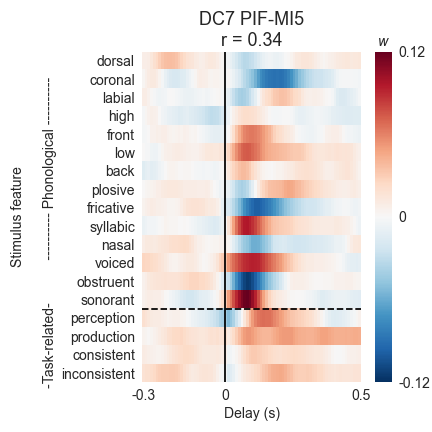 DC7 PIF-MI5
r = 0.34
w
dorsal
coronal
labial
high
front
low
back
plosive
fricative
syllabic
nasal
voiced
obstruent
sonorant
perception
production
consistent
inconsistent
Stimulus feature
-Task-related- ----------- Phonological ----------
0.12
0
-0.12
-0.3
0
0.5
Delay (s)